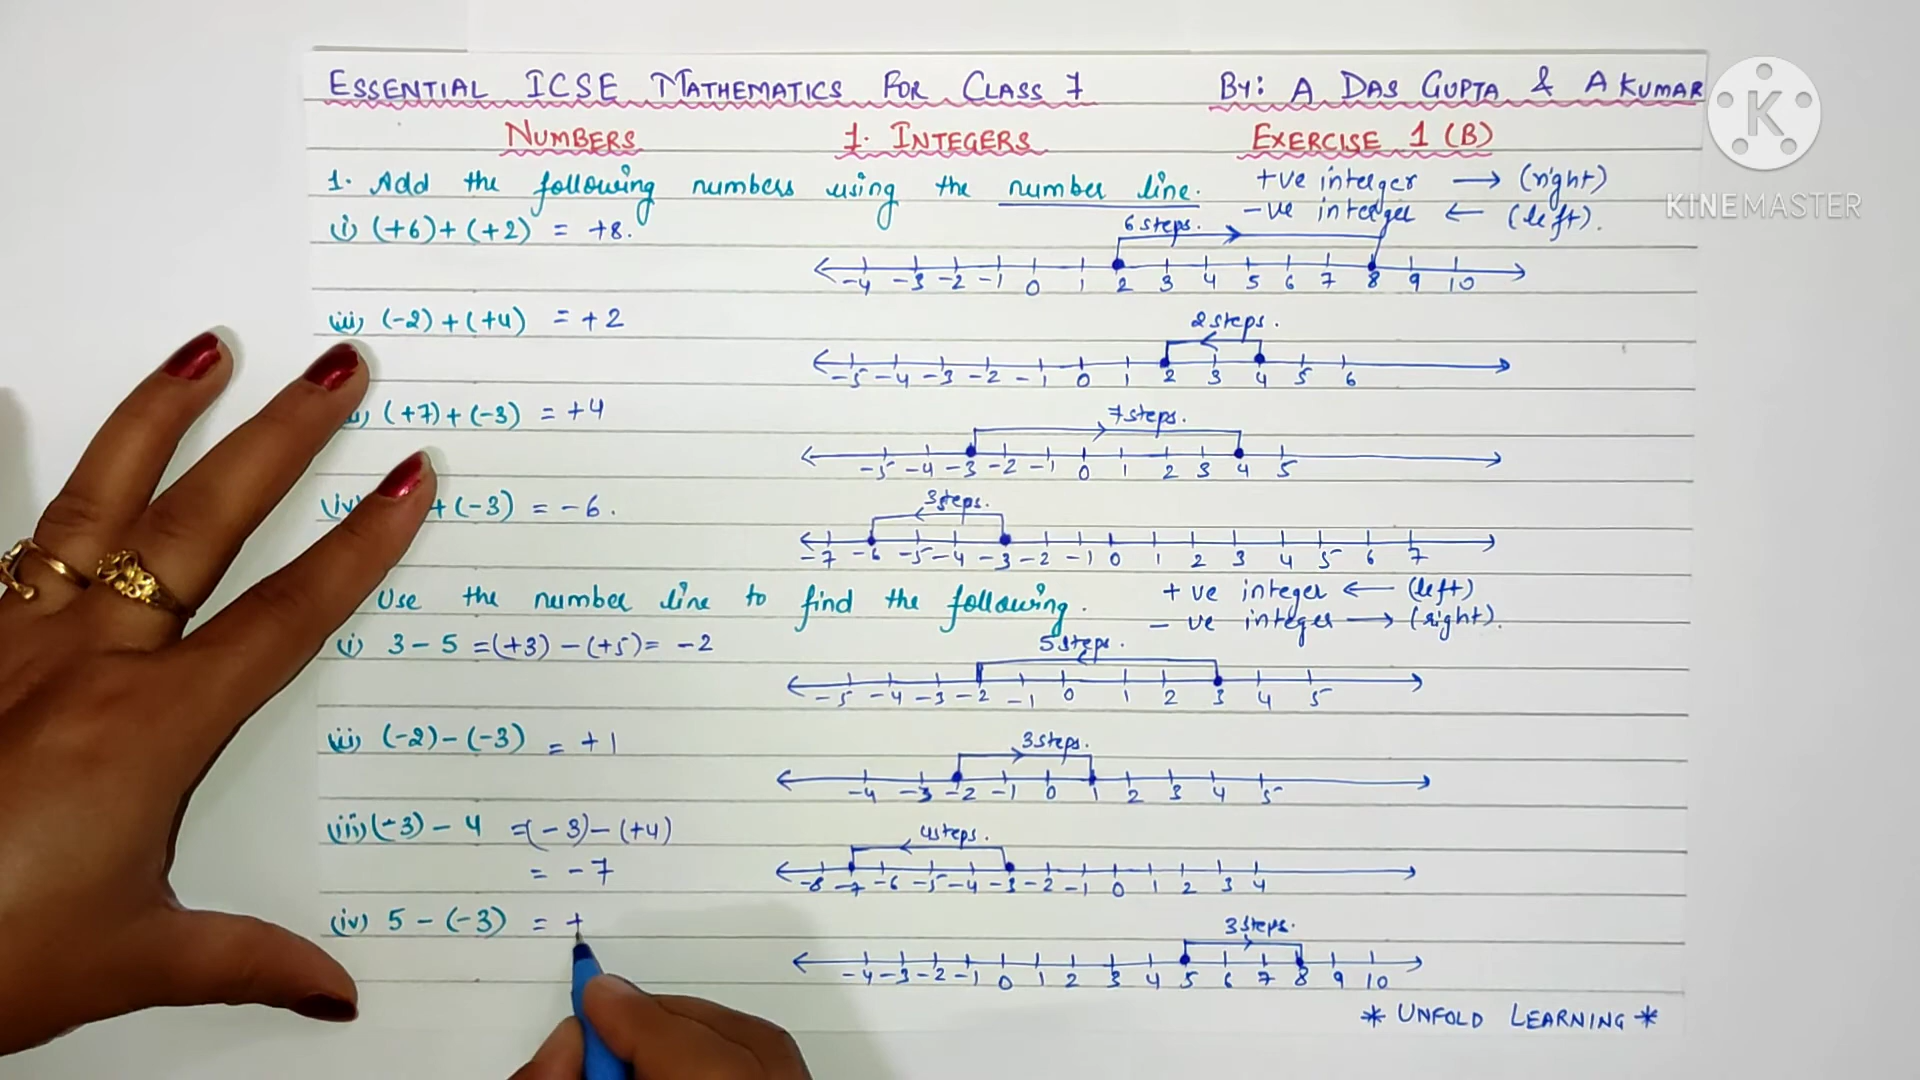 ESSENTIAL ICSE MATHEMATICS FOR CLASS 7 BY: A DAS GUPTA & A KUMAR
NUMBERS 1. INTEGERS EXERCISE 1 (B)
1. Add the following numbers using the number line. +ve interger → (right)
-ve interger ← (left).
(i) (+6)+(+2) = +8. 6 steps.
-4 -3 -2 -1 0 1 2 3 4 5 6 7 8 9 10
(ii) (-2)+(+4) = +2 2 steps.
-5 -4 -3 -2 -1 0 1 2 3 4 5 6
(+7)+(-3) = +4 7 steps.
-5 -4 -3 -2 -1 0 1 2 3 4 5
(iv) +(-3) = -6. 3 steps.
-7 -6 -5 -4 -3 -2 -1 0 1 2 3 4 5 6 7
Use the number line to find the following. +ve integer ← (left)
-ve integer → (right).
(i) 3-5 =(+3)-(+5)= -2 5 steps.
-5 -4 -3 -2 -1 0 1 2 3 4 5
(ii) (-2)-(-3) = +1 3 steps.
-4 -3 -2 -1 0 1 2 3 4 5
(iii) (-3)-4 =(-3)-(+4) 4 steps.
= -7
-8 -7 -6 -5 -4 -3 -2 -1 0 1 2 3 4
(iv) 5-(-3) = + 3 steps.
-4 -3 -2 -1 0 1 2 3 4 5 6 7 8 9 10
* UNFOLD LEARNING *
K
KINEMASTER